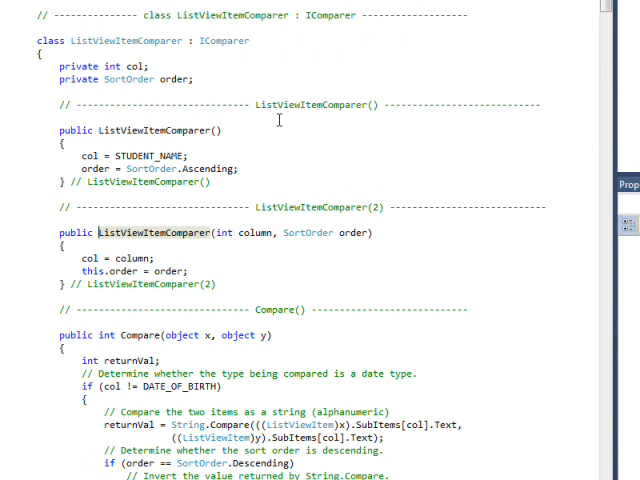 // --------------- class ListViewItemComparer : IComparer -------------------
class ListViewItemComparer : IComparer
{
private int col;
private SortOrder order;
// ------------------------------- ListViewItemComparer() ----------------------------
public ListViewItemComparer()
{
col = STUDENT_NAME;
order = SortOrder.Ascending;
} // ListViewItemComparer()
// ------------------------------- ListViewItemComparer(2) ----------------------------
public ListViewItemComparer(int column, SortOrder order)
{
col = column;
this.order = order;
} // ListViewItemComparer(2)
// ------------------------------- Compare() ----------------------------
public int Compare(object x, object y)
{
int returnVal;
// Determine whether the type being compared is a date type.
if (col != DATE_OF_BIRTH)
{
// Compare the two items as a string (alphanumeric)
returnVal = String.Compare(((ListViewItem)x).SubItems[col].Text,
((ListViewItem)y).SubItems[col].Text);
// Determine whether the sort order is descending.
if (order == SortOrder.Descending)
// Invert the value returned by String.Compare.
Prop